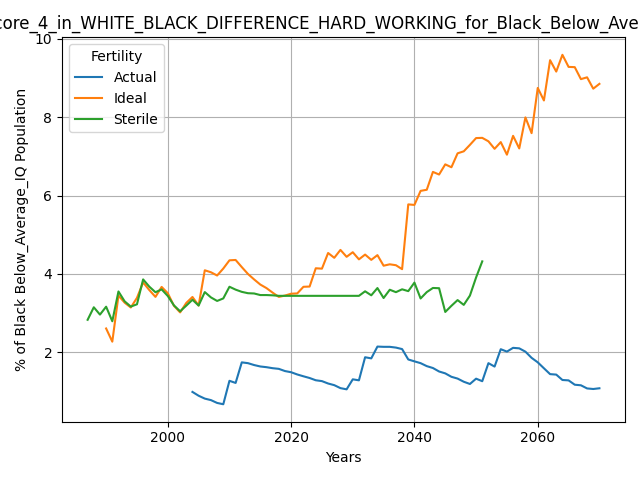 core_4_in_WHITE_BLACK_DIFFERENCE_HARD_WORKING_for_Black_Below_Ave
% of Black Below_Average_IQ Population
10
8
6
4
2
Fertility
Actual
Ideal
Sterile
2000
2020
2040
2060
Years